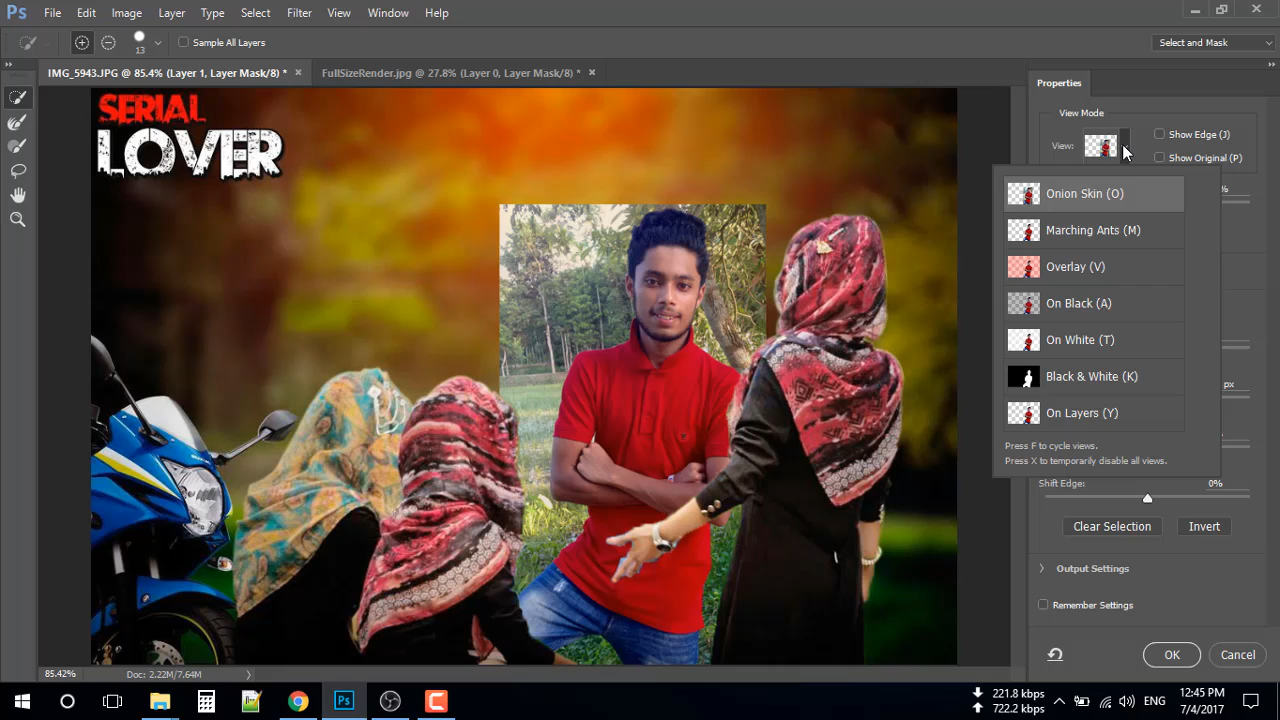 Ps File Edit Image Layer Type Select Filter View Window Help
13 Sample All Layers Select and Mask
IMG_5943.JPG @ 85.4% (Layer 1, Layer Mask/8) * FullSizeRender.jpg @ 27.8% (Layer 0, Layer Mask/8) *
Properties
View Mode
View: Show Edge (J)
Show Original (P)
SERIAL
LOVER
%
Onion Skin (O)
Marching Ants (M)
Overlay (V)
On Black (A)
On White (T)
Black & White (K)
px
On Layers (Y)
Press F to cycle views.
Press X to temporarily disable all views.
Shift Edge: 0%
Clear Selection Invert
Output Settings
Remember Settings
OK Cancel
85.42% Doc: 2.22M/7.64M
Ps 221.8 kbps
722.2 kbps
ENG
12:45 PM
7/4/2017